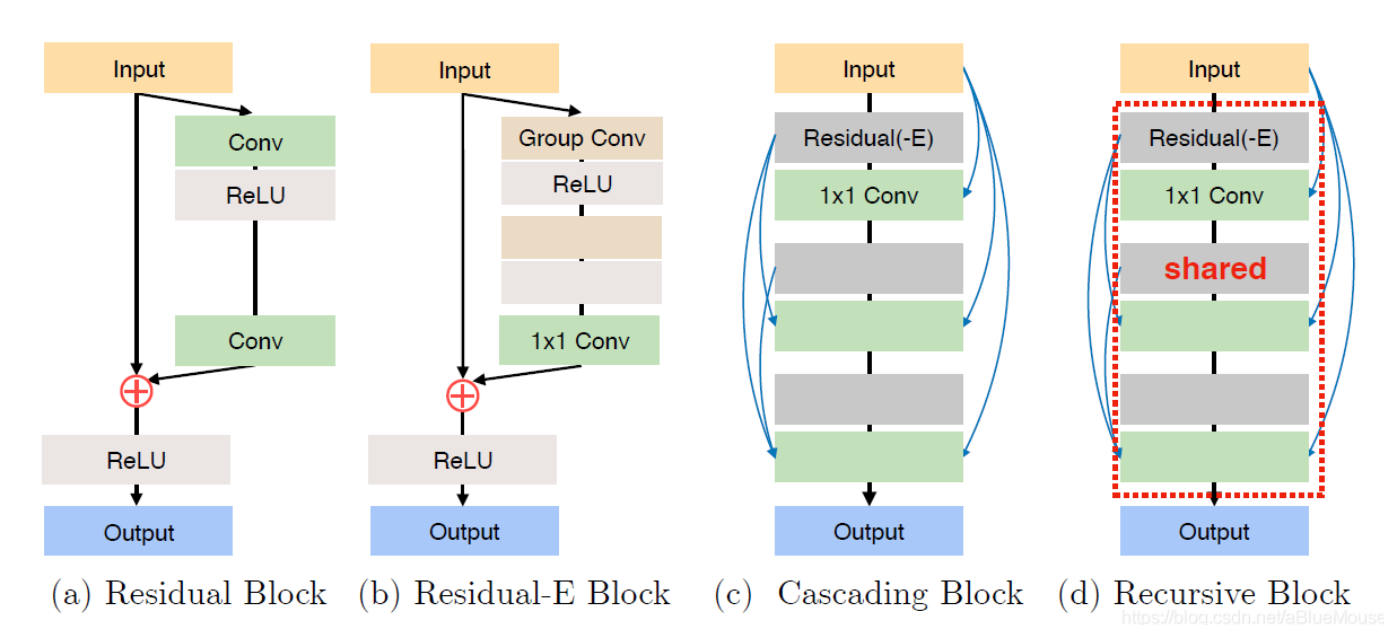 Input
Conv
ReLU
Conv
ReLU
Output
(a) Residual Block
Input
Group Conv
ReLU
1x1 Conv
ReLU
Output
(b) Residual-E Block
Input
Residual(-E)
1x1 Conv
Output
(c) Cascading Block
Input
Residual(-E)
1x1 Conv
shared
Output
(d) Recursive Block
https://blog.csdn.net/aBlueMouse